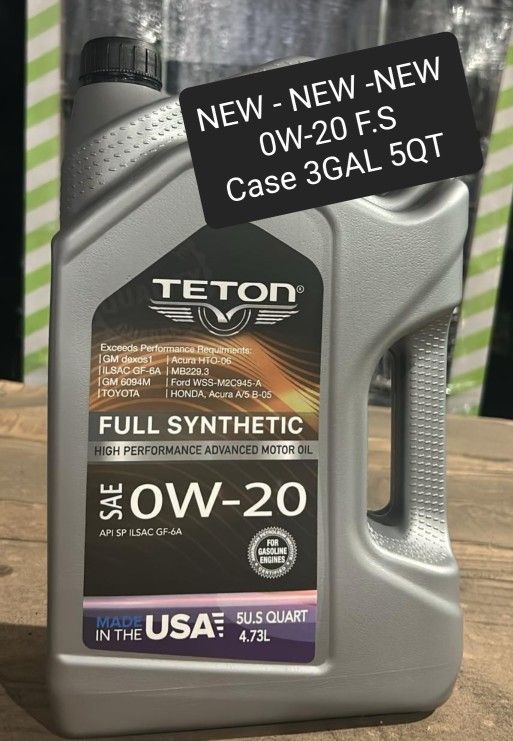 NEW - NEW -NEW
0W-20 F.S
Case 3GAL 5QT
TETON®
Exceeds Performance Requirments:
GM dexos1 | Acura HTO-06
ILSAC GF-6A | MB229.3
GM 6094M | Ford WSS-M2C945-A
TOYOTA | HONDA, Acura A/5 B-05
FULL SYNTHETIC
HIGH PERFORMANCE ADVANCED MOTOR OIL
SAE 0W-20
API SP ILSAC GF-6A
FOR
GASOLINE
ENGINES
CERTIFIED
MADE
IN THE USA
5U.S QUART
4.73L